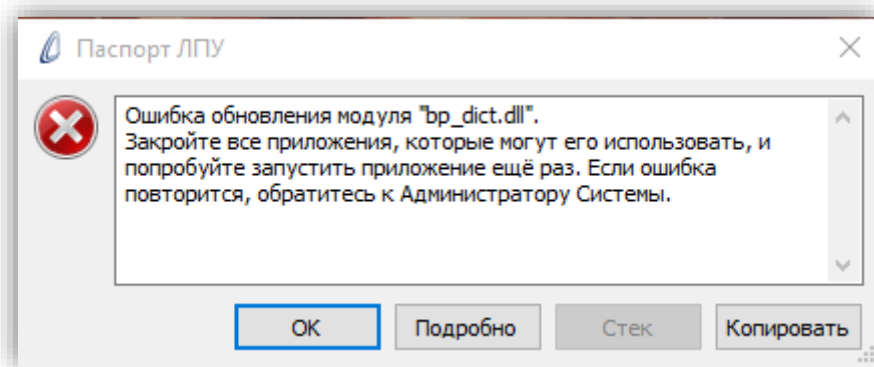 Паспорт ЛПУ
Ошибка обновления модуля "bp_dict.dll".
Закройте все приложения, которые могут его использовать, и
попробуйте запустить приложение ещё раз. Если ошибка
повторится, обратитесь к Администратору Системы.
ОК
Подробно
Стек
Копировать